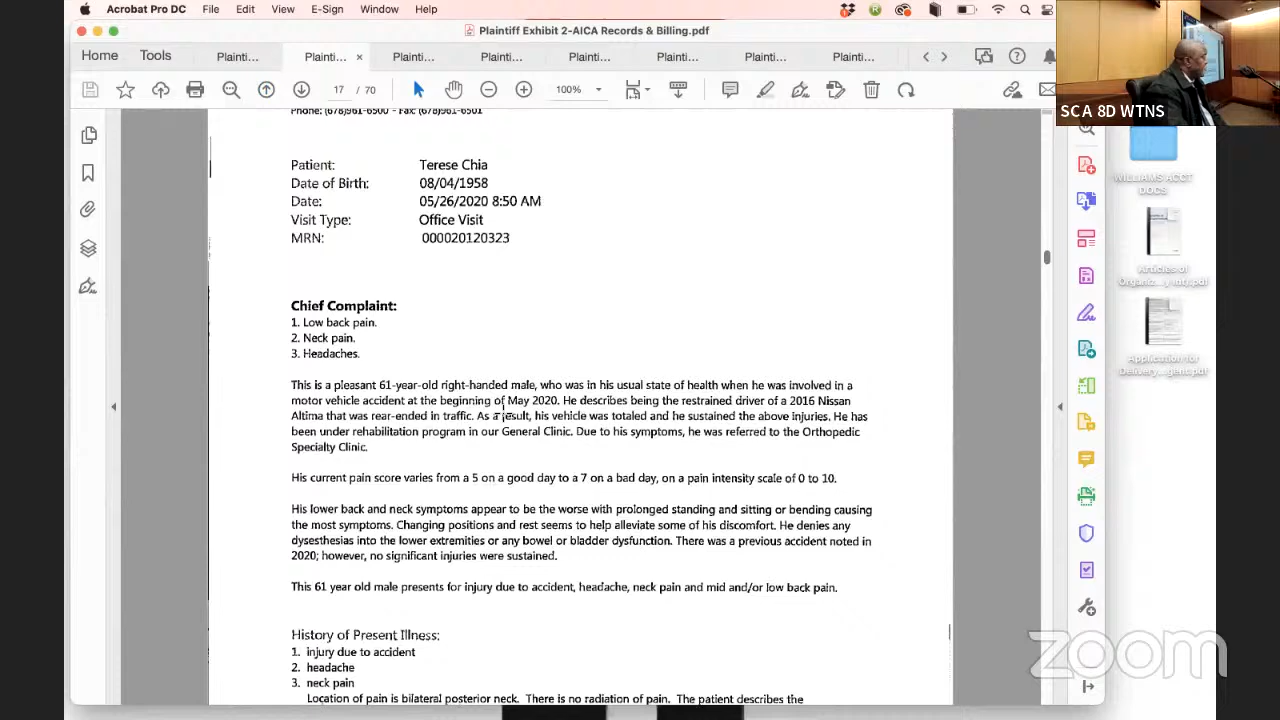 Acrobat Pro DC File Edit View E-Sign Window Help
Plaintiff Exhibit 2-AICA Records & Billing.pdf
Home Tools Plainti... Plainti... × Plainti... Plainti... Plainti... Plainti... Plainti... Plainti...
17 / 70 100%
SCA 8D WTNS
Phone: (678)961-6500 - Fax: (678)961-6501
Patient: Terese Chia
Date of Birth: 08/04/1958
Date: 05/26/2020 8:50 AM
Visit Type: Office Visit
MRN: 000020120323
Chief Complaint:
1. Low back pain.
2. Neck pain.
3. Headaches.
This is a pleasant 61-year-old right-handed male, who was in his usual state of health when he was involved in a
motor vehicle accident at the beginning of May 2020. He describes being the restrained driver of a 2016 Nissan
Altima that was rear-ended in traffic. As a result, his vehicle was totaled and he sustained the above injuries. He has
been under rehabilitation program in our General Clinic. Due to his symptoms, he was referred to the Orthopedic
Specialty Clinic.
His current pain score varies from a 5 on a good day to a 7 on a bad day, on a pain intensity scale of 0 to 10.
His lower back and neck symptoms appear to be the worse with prolonged standing and sitting or bending causing
the most symptoms. Changing positions and rest seems to help alleviate some of his discomfort. He denies any
dysesthesias into the lower extremities or any bowel or bladder dysfunction. There was a previous accident noted in
2020; however, no significant injuries were sustained.
This 61 year old male presents for injury due to accident, headache, neck pain and mid and/or low back pain.
History of Present Illness:
1. injury due to accident
2. headache
3. neck pain
Location of pain is bilateral posterior neck. There is no radiation of pain. The patient describes the
WILLIAMS ACCT
DOCS
Articles of
Organiz...y-Inty.pdf
Application for
Delivery...gent.pdf
zoom